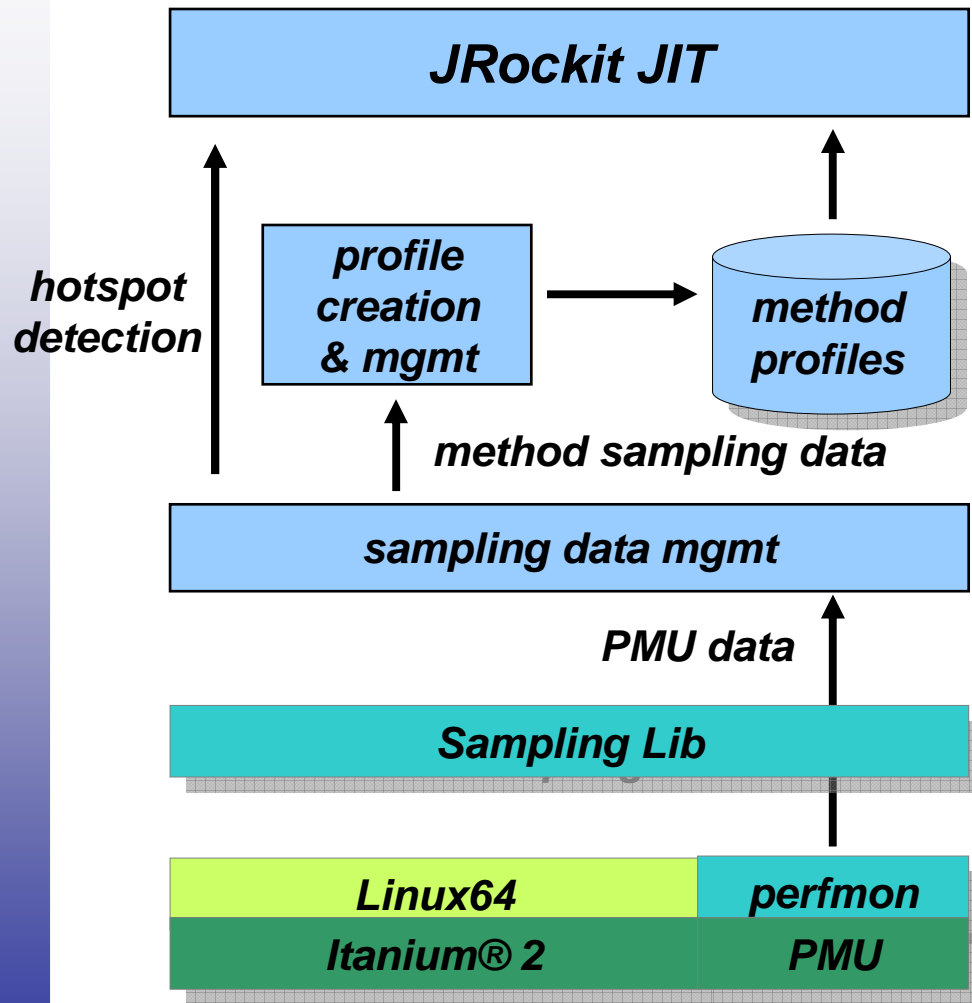 JRockit JIT
profile
creation
& mgmt
hotspot
detection
method
profiles
method sampling data
sampling data mgmt
PMU data
Sampling Lib
Linux64
perfmon
Itanium® 2
PMU